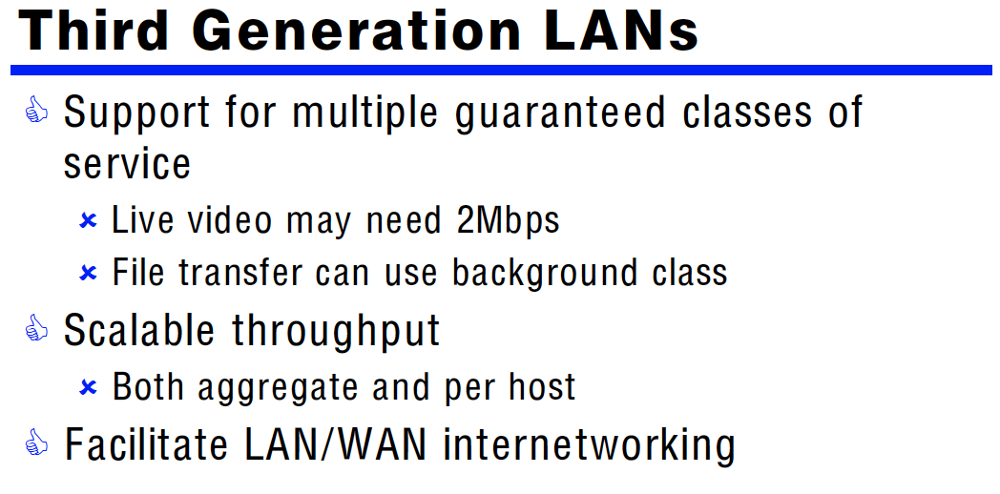 Third Generation LANs
Support for multiple guaranteed classes of
service
Live video may need 2Mbps
File transfer can use background class
Scalable throughput
Both aggregate and per host
Facilitate LAN/WAN internetworking